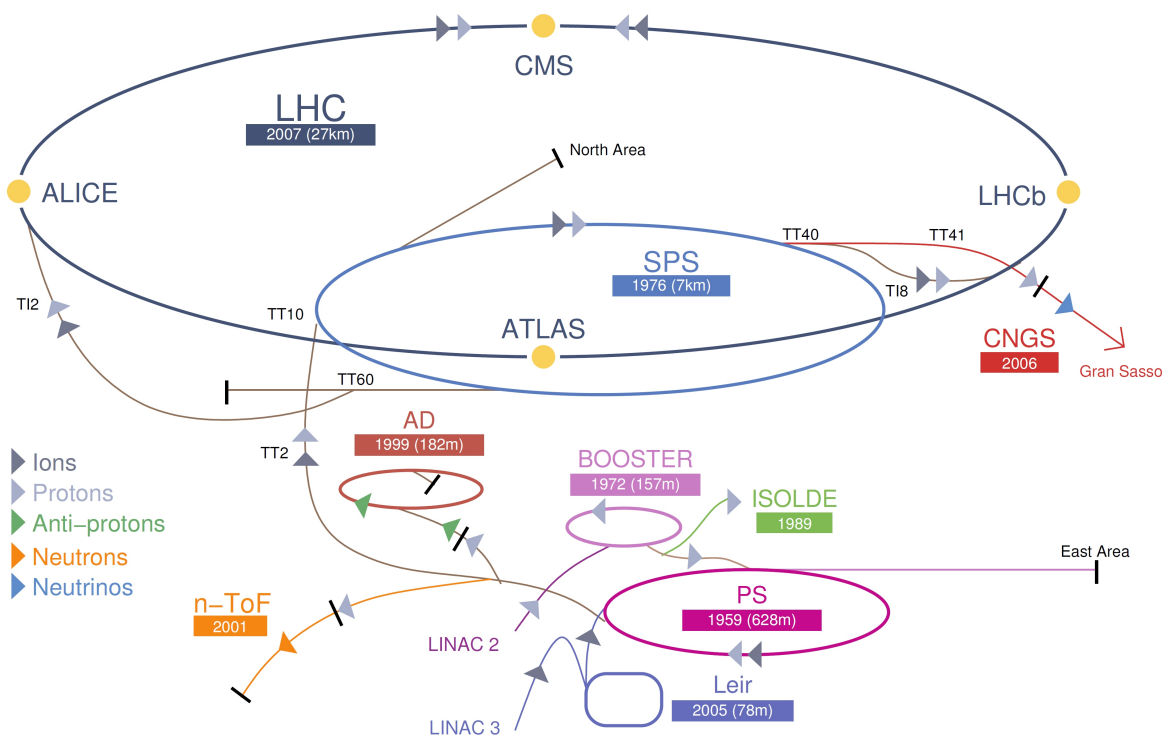 CMS
LHC
2007 (27km)
North Area
ALICE
LHCb
TT40
TT41
SPS
1976 (7km)
TI8
TI2
TT10
ATLAS
CNGS
2006
Gran Sasso
TT60
AD
1999 (182m)
TT2
BOOSTER
1972 (157m)
ISOLDE
1989
Ions
Protons
Anti−protons
Neutrons
Neutrinos
East Area
n−ToF
2001
PS
1959 (628m)
LINAC 2
Leir
2005 (78m)
LINAC 3